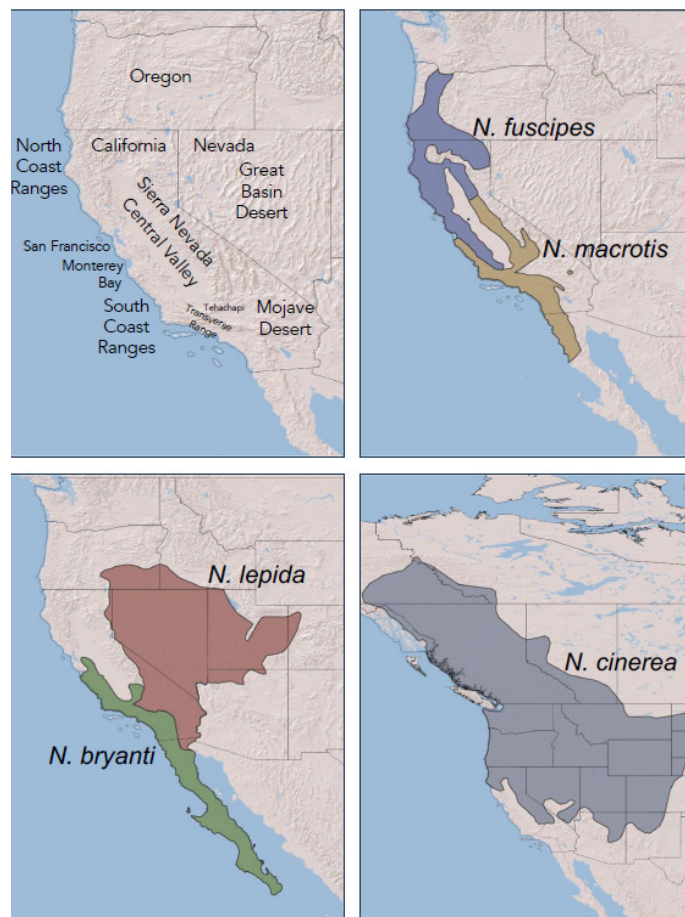 Oregon
North
Coast
Ranges
California
Nevada
Great
Basin
Desert
Sierra Nevada
Central Valley
San Francisco
Monterey
Bay
South
Coast
Ranges
Tehachapi
Transverse
Range
Mojave
Desert
N. fuscipes
N. macrotis
N. lepida
N. bryanti
N. cinerea